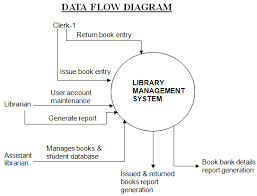 DATA FLOW DIAGRAM
Clerk-1
Return book entry
Issue book entry
LIBRARY
MANAGEMENT
SYSTEM
User account
maintenance
Librarian
Generate report
Manages books &
student database
Assistant
librarian
Issued & returned
books report
generation
Book bank details
report generation